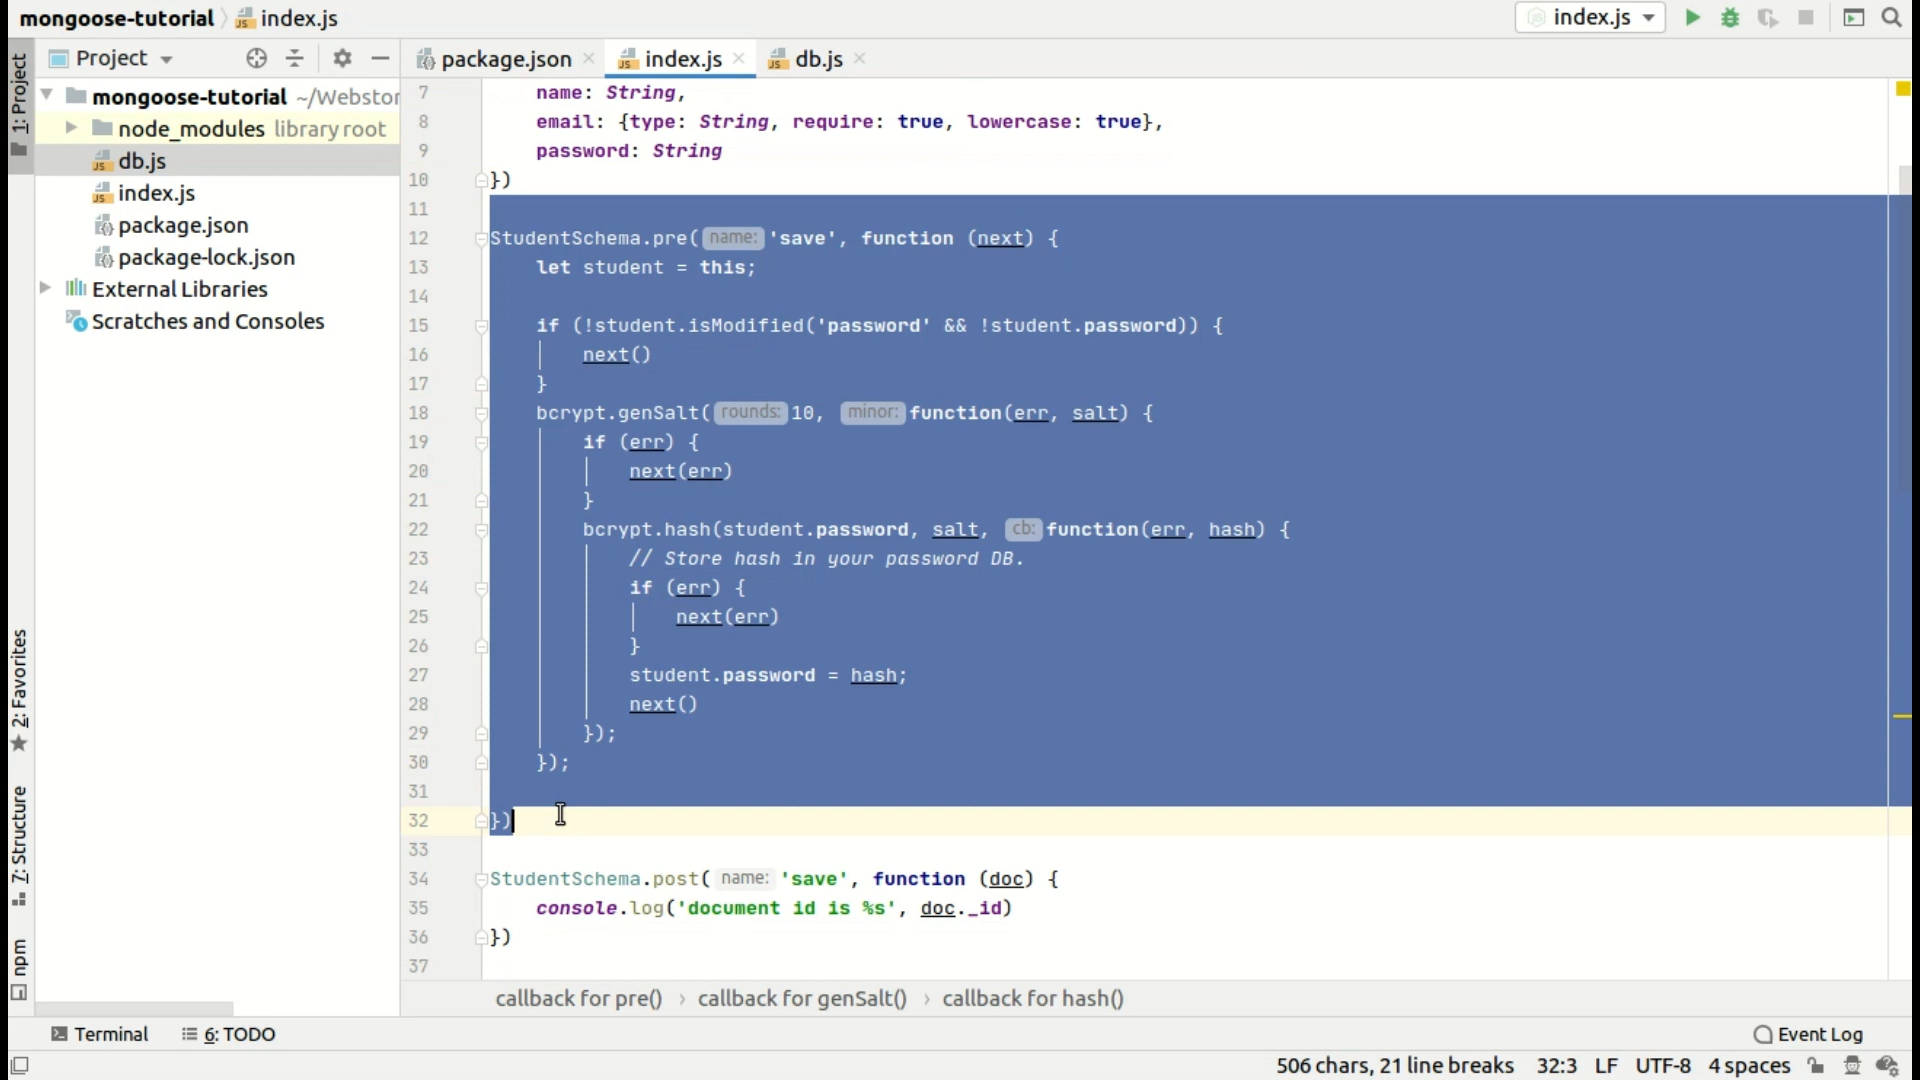 mongoose-tutorial index.js index.js
Project package.json index.js db.js
1: Project
mongoose-tutorial ~/Webstor
node_modules library root
db.js
index.js
package.json
package-lock.json
External Libraries
Scratches and Consoles
2: Favorites
7: Structure
npm
7 name: String,
8 email: {type: String, require: true, lowercase: true},
9 password: String
10 })
11
12 StudentSchema.pre( name: 'save', function (next) {
13 let student = this;
14
15 if (!student.isModified('password' && !student.password)) {
16 next()
17 }
18 bcrypt.genSalt( rounds: 10, minor: function(err, salt) {
19 if (err) {
20 next(err)
21 }
22 bcrypt.hash(student.password, salt, cb: function(err, hash) {
23 // Store hash in your password DB.
24 if (err) {
25 next(err)
26 }
27 student.password = hash;
28 next()
29 });
30 });
31
32 })
33
34 StudentSchema.post( name: 'save', function (doc) {
35 console.log('document id is %s', doc._id)
36 })
37
callback for pre() › callback for genSalt() › callback for hash()
Terminal 6: TODO Event Log
506 chars, 21 line breaks 32:3 LF UTF-8 4 spaces